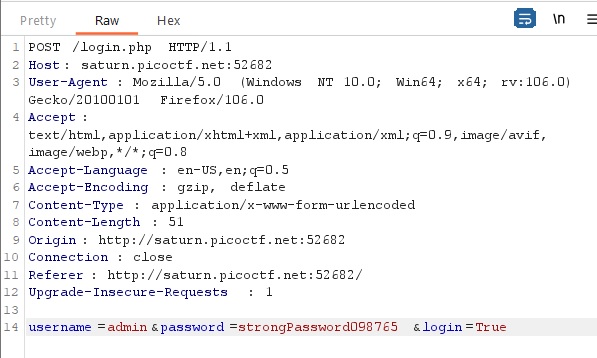 Pretty Raw Hex \n
1 POST /login.php HTTP/1.1
2 Host: saturn.picoctf.net:52682
3 User-Agent: Mozilla/5.0 (Windows NT 10.0; Win64; x64; rv:106.0)
Gecko/20100101 Firefox/106.0
4 Accept:
text/html,application/xhtml+xml,application/xml;q=0.9,image/avif,
image/webp,*/*;q=0.8
5 Accept-Language: en-US,en;q=0.5
6 Accept-Encoding: gzip, deflate
7 Content-Type: application/x-www-form-urlencoded
8 Content-Length: 51
9 Origin: http://saturn.picoctf.net:52682
10 Connection: close
11 Referer: http://saturn.picoctf.net:52682/
12 Upgrade-Insecure-Requests: 1
13
14 username=admin&password=strongPassword098765&login=True